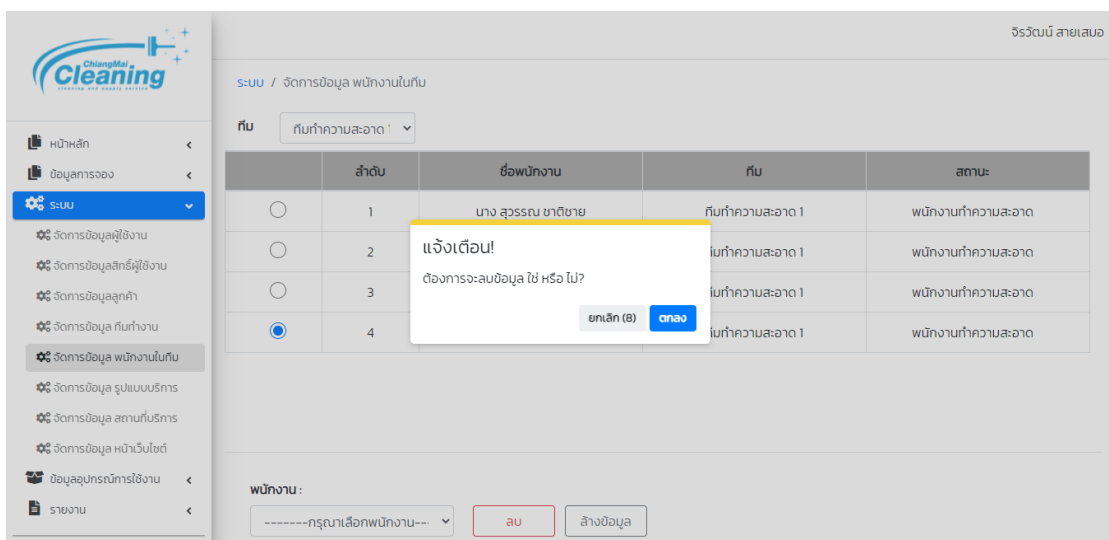 จิรวัฒน์ สายเสมอ
ChiangMai
Cleaning
cleaning and supply service
ระบบ / จัดการข้อมูล พนักงานในทีม
ทีม ทีมทำความสะอาด 1
หน้าหลัก
ข้อมูลการจอง
ระบบ
จัดการข้อมูลผู้ใช้งาน
จัดการข้อมูลสิทธิ์ผู้ใช้งาน
จัดการข้อมูลลูกค้า
จัดการข้อมูล ทีมทำงาน
จัดการข้อมูล พนักงานในทีม
จัดการข้อมูล รูปแบบบริการ
จัดการข้อมูล สถานที่บริการ
จัดการข้อมูล หน้าเว็บไซต์
ข้อมูลอุปกรณ์การใช้งาน
รายงาน
ลำดับ ชื่อพนักงาน ทีม สถานะ
1 นาง สุวรรณ ชาติชาย ทีมทำความสะอาด 1 พนักงานทำความสะอาด
2 ทีมทำความสะอาด 1 พนักงานทำความสะอาด
3 ทีมทำความสะอาด 1 พนักงานทำความสะอาด
4 ทีมทำความสะอาด 1 พนักงานทำความสะอาด
แจ้งเตือน!
ต้องการจะลบข้อมูล ใช่ หรือ ไม่?
ยกเลิก (8) ตกลง
พนักงาน :
-------กรุณาเลือกพนักงาน--- ลบ ล้างข้อมูล